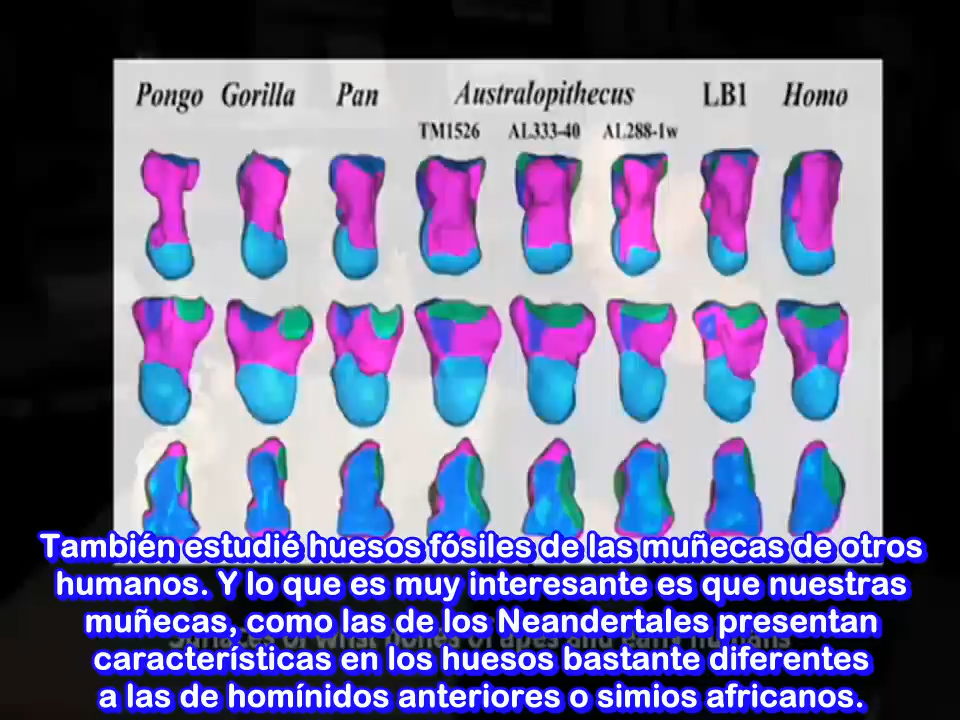 Pongo Gorilla Pan Australopithecus LB1 Homo
TM1526 AL333-40 AL288-1w
También estudié huesos fósiles de las muñecas de otros
humanos. Y lo que es muy interesante es que nuestras
muñecas, como las de los Neandertales presentan
características en los huesos bastante diferentes
a las de homínidos anteriores o simios africanos.